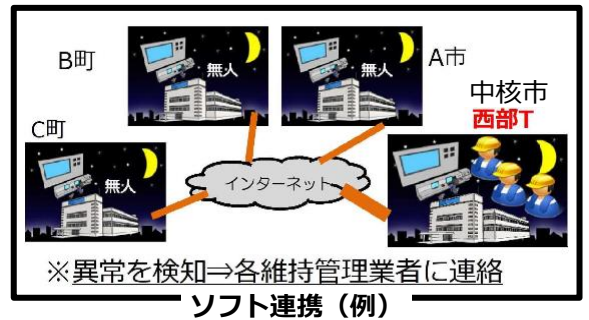 B町
無人
無人
A市
中核市
西部T
C町
無人
インターネット
※異常を検知⇒各維持管理業者に連絡
ソフト連携（例）